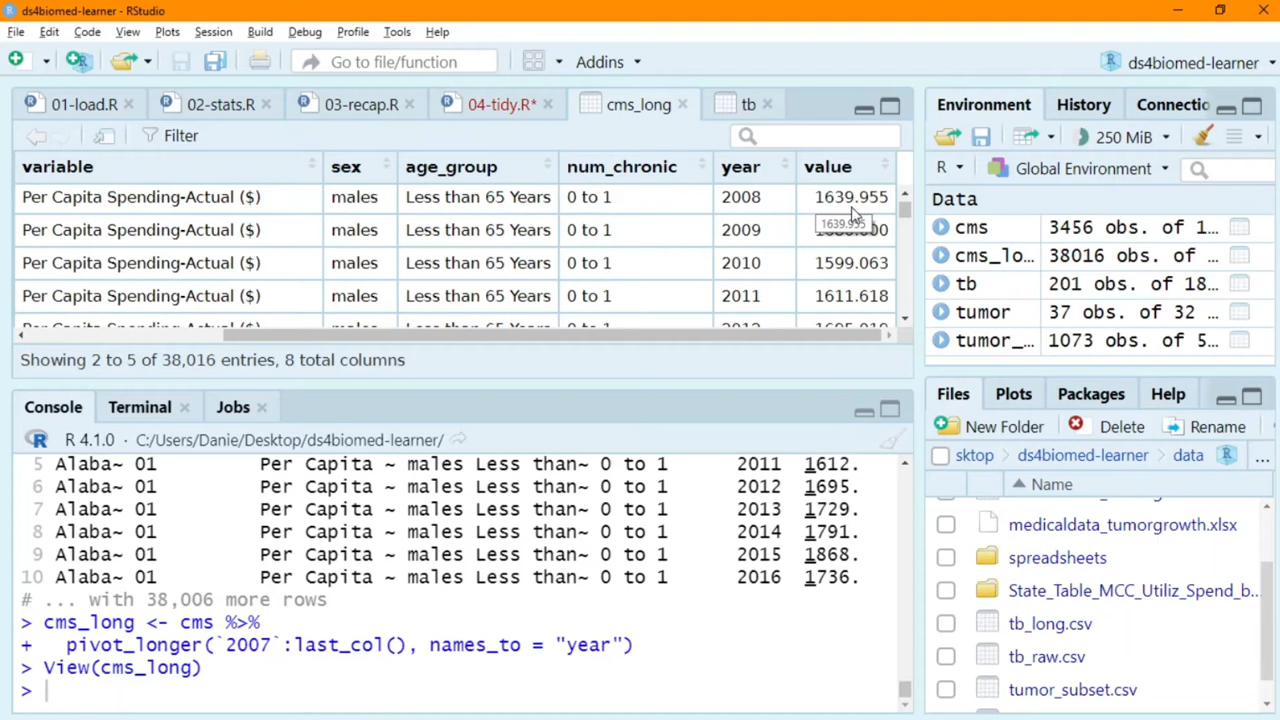 ds4biomed-learner - RStudio
File Edit Code View Plots Session Build Debug Profile Tools Help
Go to file/function
Addins
ds4biomed-learner
01-load.R
02-stats.R
03-recap.R
04-tidy.R*
cms_long
tb
Filter
variable sex age_group num_chronic year value
Per Capita Spending-Actual ($) males Less than 65 Years 0 to 1 2008 1639.955
1639.955
Per Capita Spending-Actual ($) males Less than 65 Years 0 to 1 2009
Per Capita Spending-Actual ($) males Less than 65 Years 0 to 1 2010 1599.063
Per Capita Spending-Actual ($) males Less than 65 Years 0 to 1 2011 1611.618
Showing 2 to 5 of 38,016 entries, 8 total columns
Console Terminal Jobs
R 4.1.0 · C:/Users/Danie/Desktop/ds4biomed-learner/
5 Alaba~ 01 Per Capita ~ males Less than~ 0 to 1 2011 1612.
6 Alaba~ 01 Per Capita ~ males Less than~ 0 to 1 2012 1695.
7 Alaba~ 01 Per Capita ~ males Less than~ 0 to 1 2013 1729.
8 Alaba~ 01 Per Capita ~ males Less than~ 0 to 1 2014 1791.
9 Alaba~ 01 Per Capita ~ males Less than~ 0 to 1 2015 1868.
10 Alaba~ 01 Per Capita ~ males Less than~ 0 to 1 2016 1736.
# ... with 38,006 more rows
> cms_long <- cms %>%
+ pivot_longer(`2007`:last_col(), names_to = "year")
> View(cms_long)
>
Environment History Connectio
250 MiB
R Global Environment
Data
cms 3456 obs. of 1...
cms_lo... 38016 obs. of ...
tb 201 obs. of 18...
tumor 37 obs. of 32 ...
tumor_... 1073 obs. of 5...
Files Plots Packages Help
New Folder Delete Rename
sktop ds4biomed-learner data ...
Name
medicaldata_tumorgrowth.xlsx
spreadsheets
State_Table_MCC_Utiliz_Spend_b...
tb_long.csv
tb_raw.csv
tumor_subset.csv